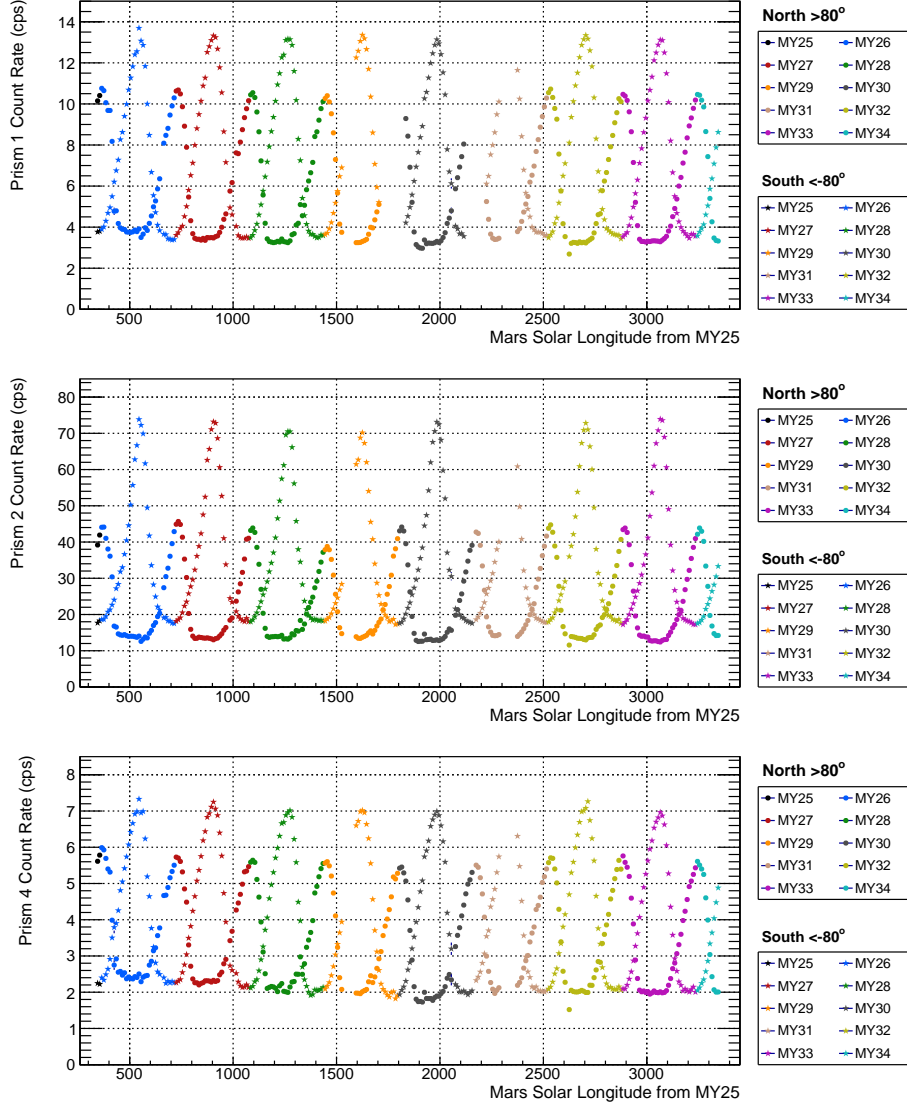 Prism 1 Count Rate (cps)
14
12
10
8
6
4
2
0
500 1000 1500 2000 2500 3000
Mars Solar Longitude from MY25
North >80°
MY25 MY26
MY27 MY28
MY29 MY30
MY31 MY32
MY33 MY34
South <-80°
MY25 MY26
MY27 MY28
MY29 MY30
MY31 MY32
MY33 MY34
Prism 2 Count Rate (cps)
80
70
60
50
40
30
20
10
0
500 1000 1500 2000 2500 3000
Mars Solar Longitude from MY25
North >80°
MY25 MY26
MY27 MY28
MY29 MY30
MY31 MY32
MY33 MY34
South <-80°
MY25 MY26
MY27 MY28
MY29 MY30
MY31 MY32
MY33 MY34
Prism 4 Count Rate (cps)
8
7
6
5
4
3
2
1
0
500 1000 1500 2000 2500 3000
Mars Solar Longitude from MY25
North >80°
MY25 MY26
MY27 MY28
MY29 MY30
MY31 MY32
MY33 MY34
South <-80°
MY25 MY26
MY27 MY28
MY29 MY30
MY31 MY32
MY33 MY34